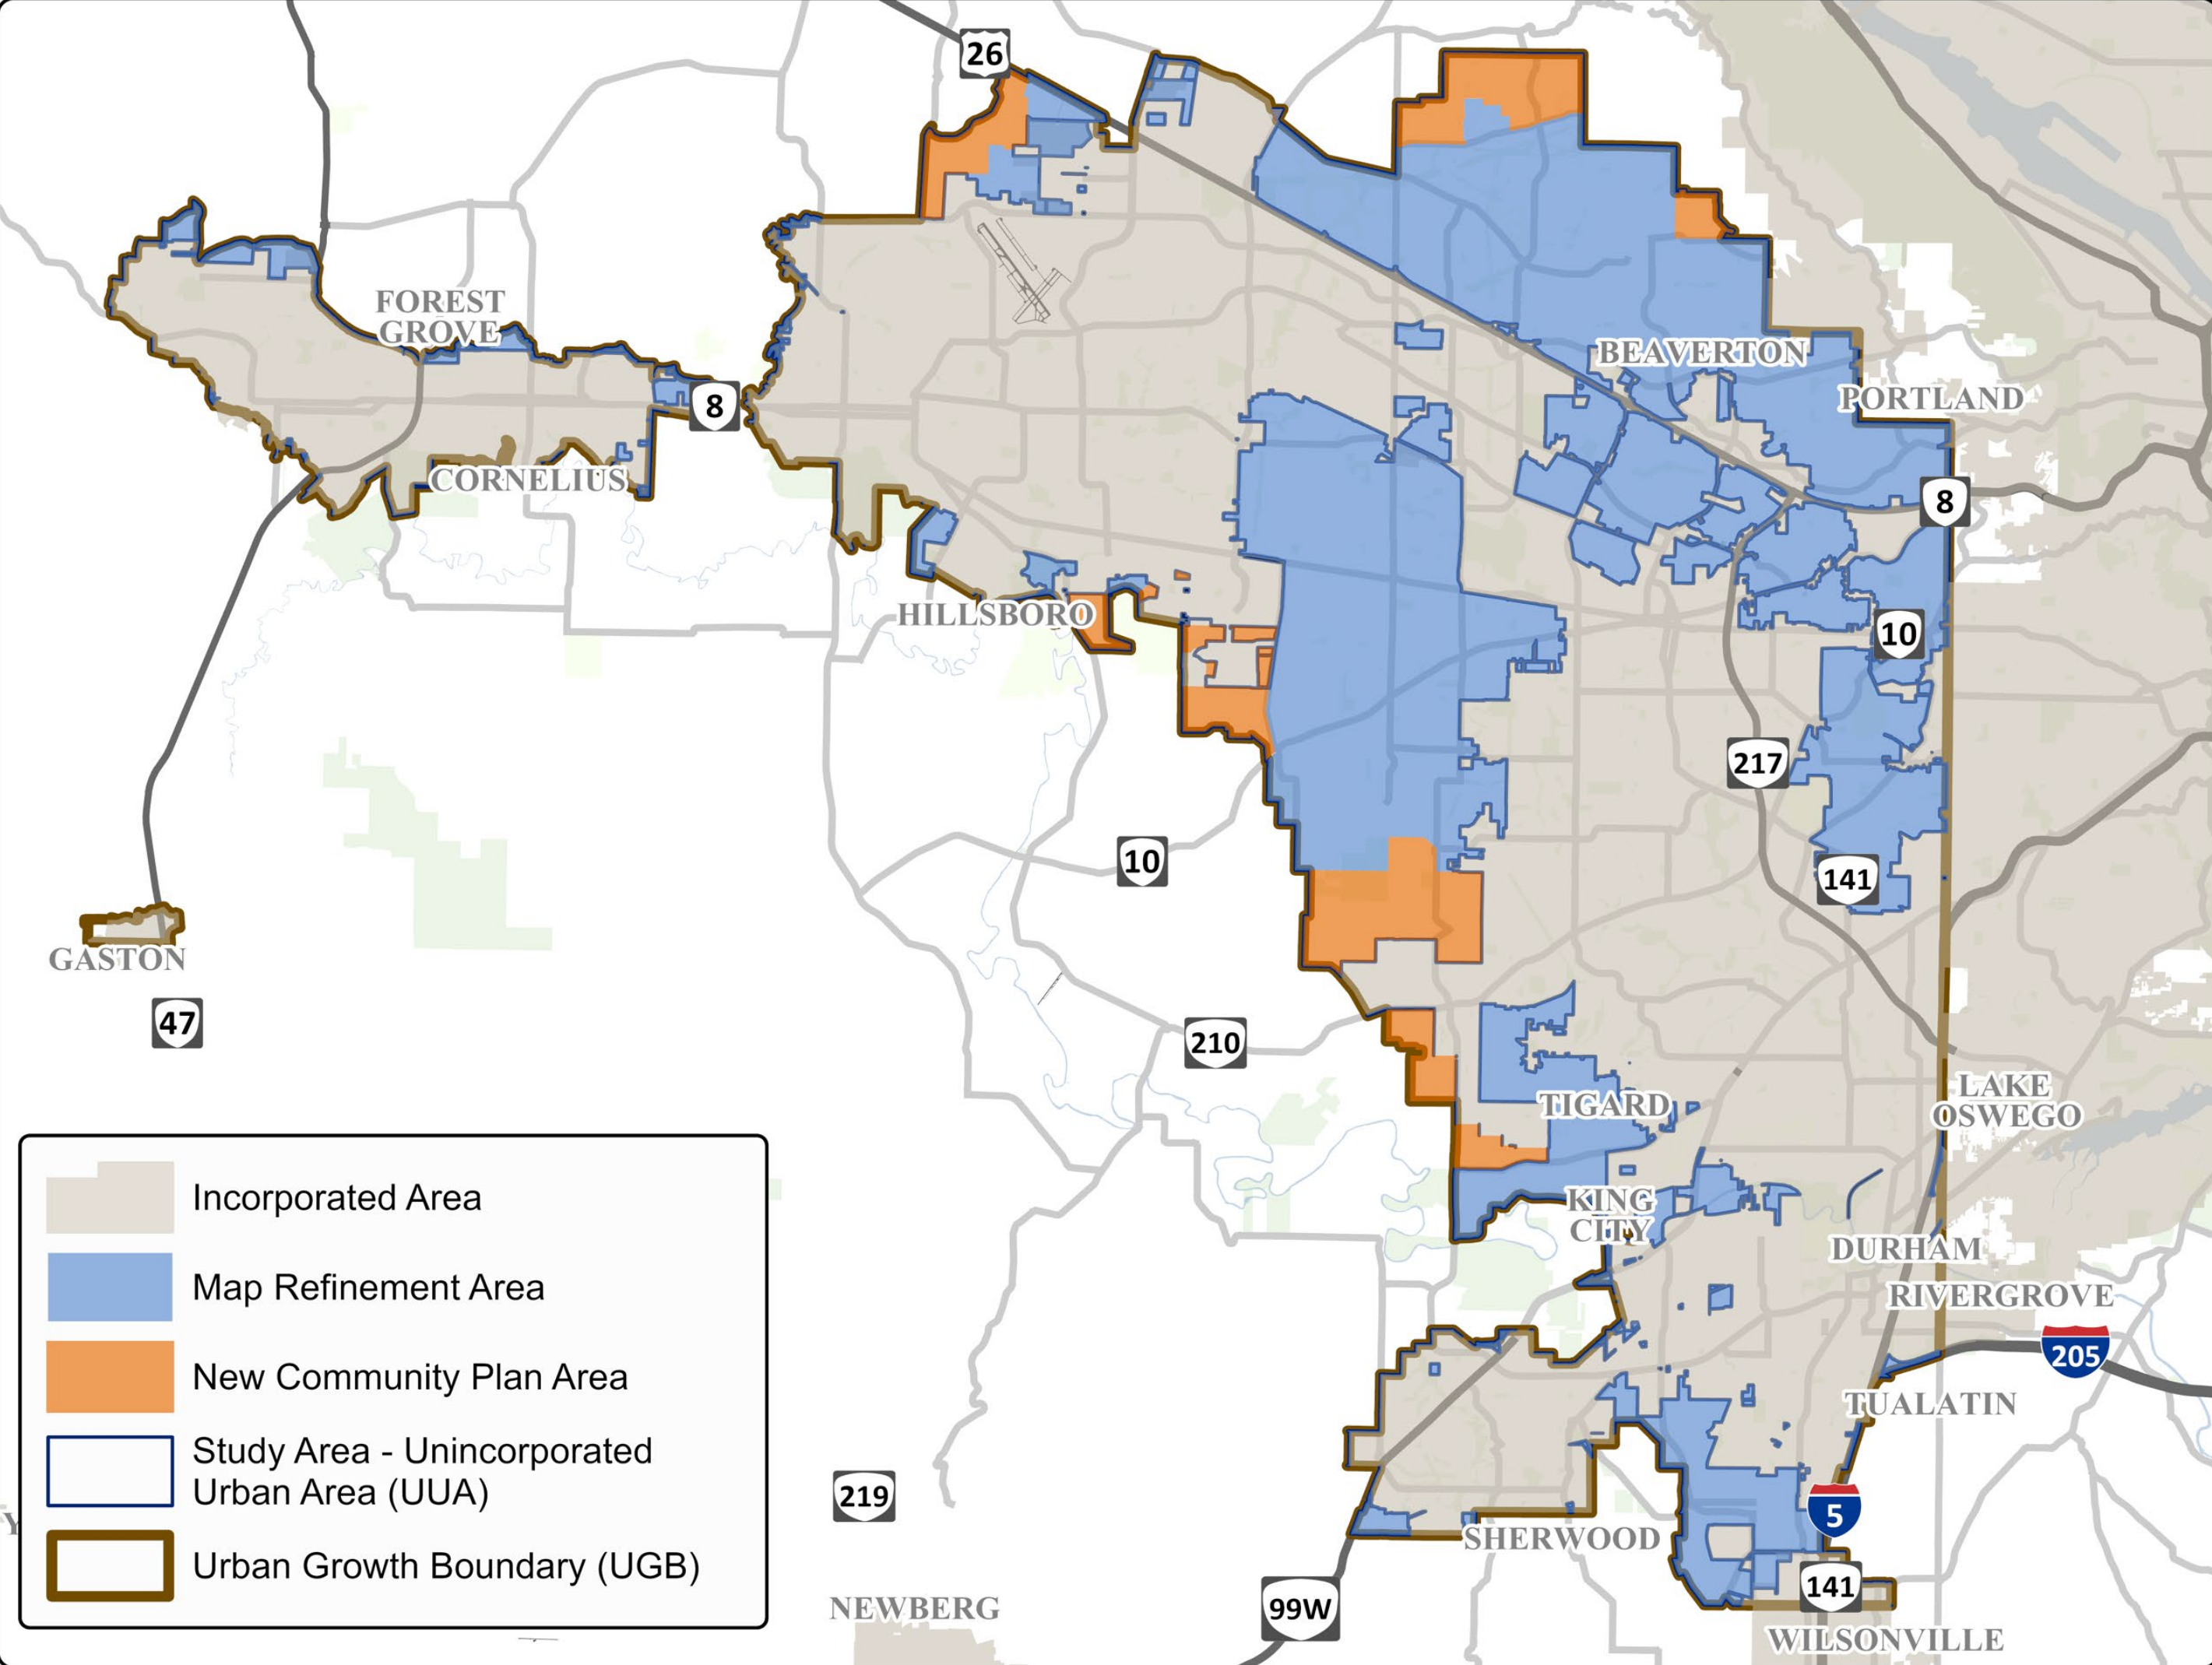 26
FOREST
GROVE
BEAVERTON
PORTLAND
8
CORNELIUS
8
HILLSBORO
10
217
10
141
GASTON
47
210
TIGARD
LAKE
OSWEGO
KING
CITY
DURHAM
RIVERGROVE
205
TUALATIN
219
5
SHERWOOD
141
NEWBERG
99W
WILSONVILLE
Y
Incorporated Area
Map Refinement Area
New Community Plan Area
Study Area - Unincorporated
Urban Area (UUA)
Urban Growth Boundary (UGB)